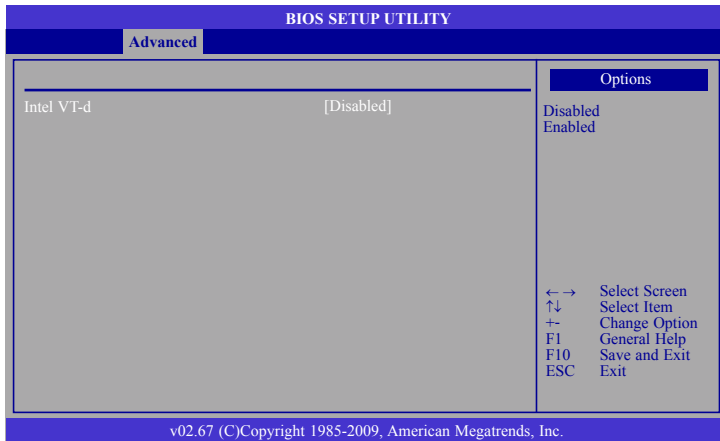 BIOS SETUP UTILITY
Advanced
Intel VT-d [Disabled]
Options
Disabled
Enabled
←→ Select Screen
↑↓ Select Item
+- Change Option
F1 General Help
F10 Save and Exit
ESC Exit
v02.67 (C)Copyright 1985-2009, American Megatrends, Inc.